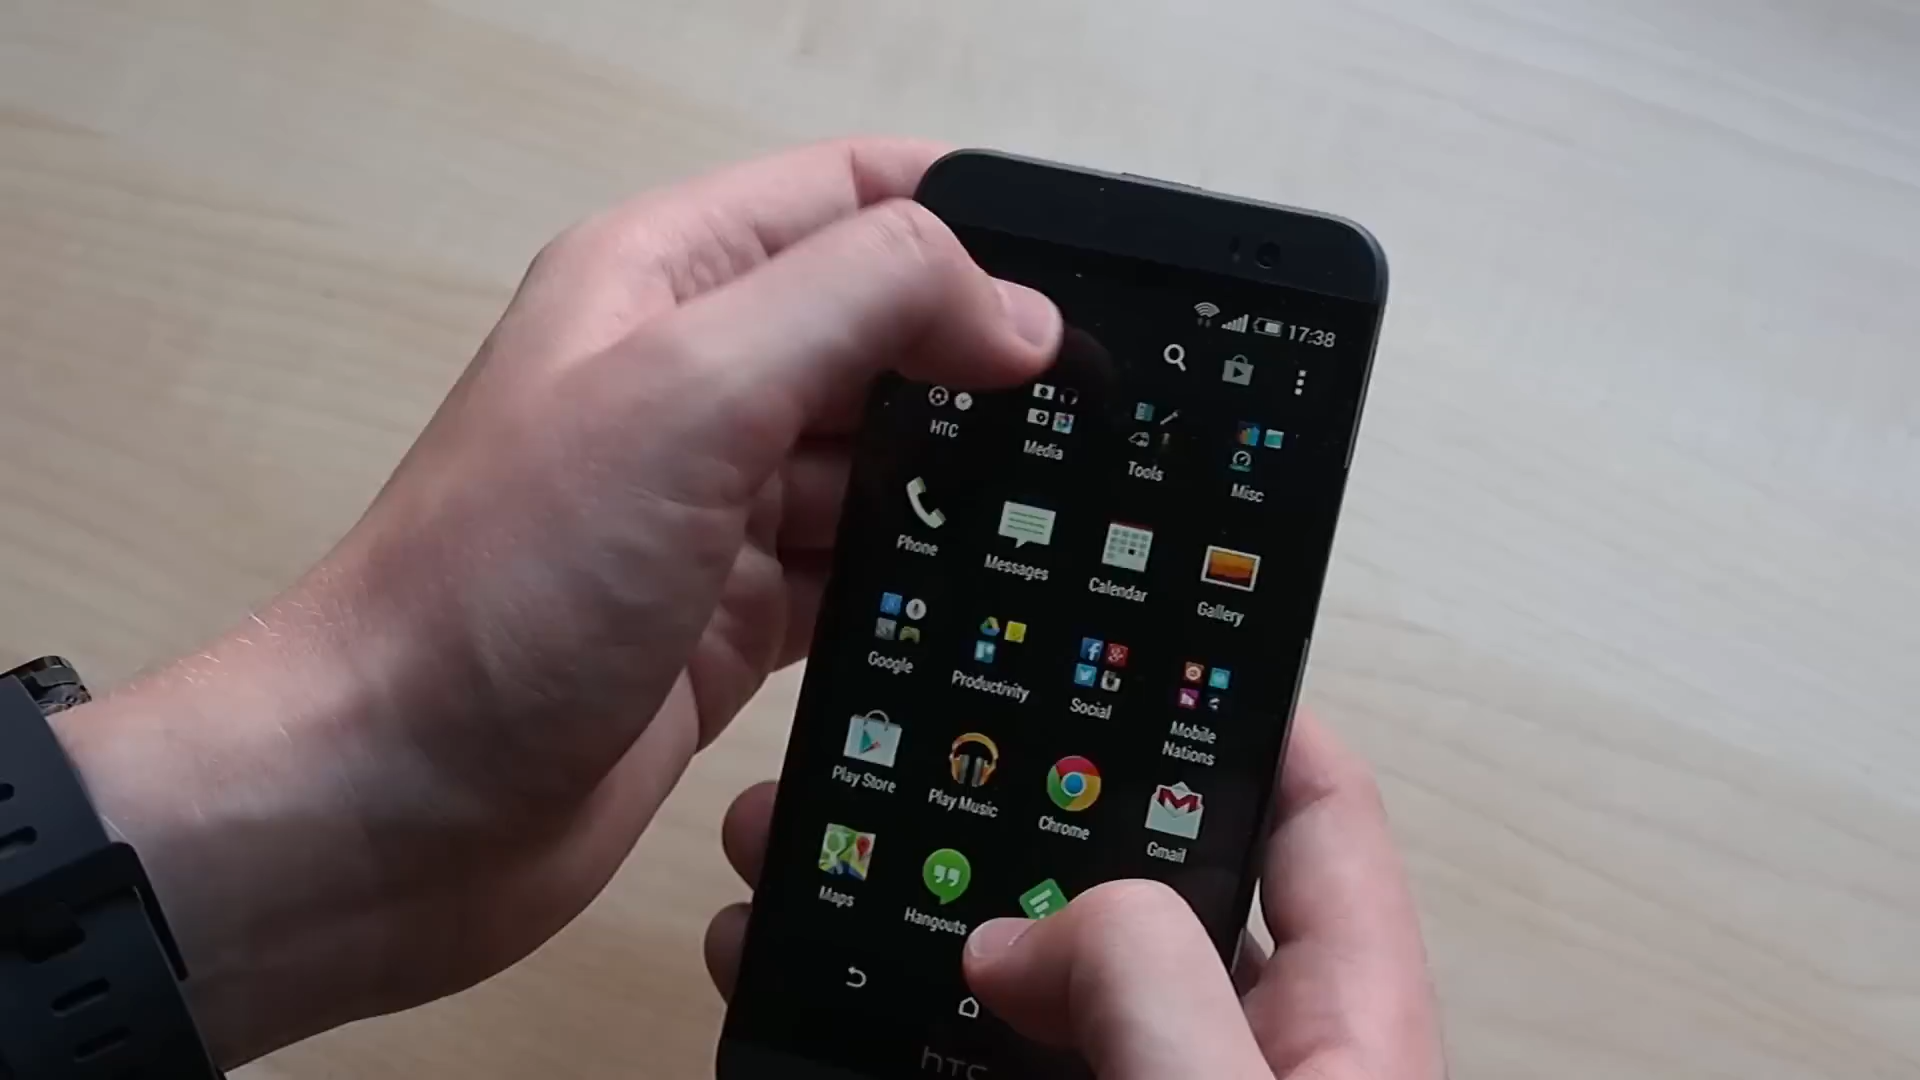 17:38
HTC
Media
Tools
Misc
Phone
Messages
Calendar
Gallery
Google
Productivity
Social
Mobile
Nations
Play Store
Play Music
Chrome
Gmail
Maps
Hangouts
hTC